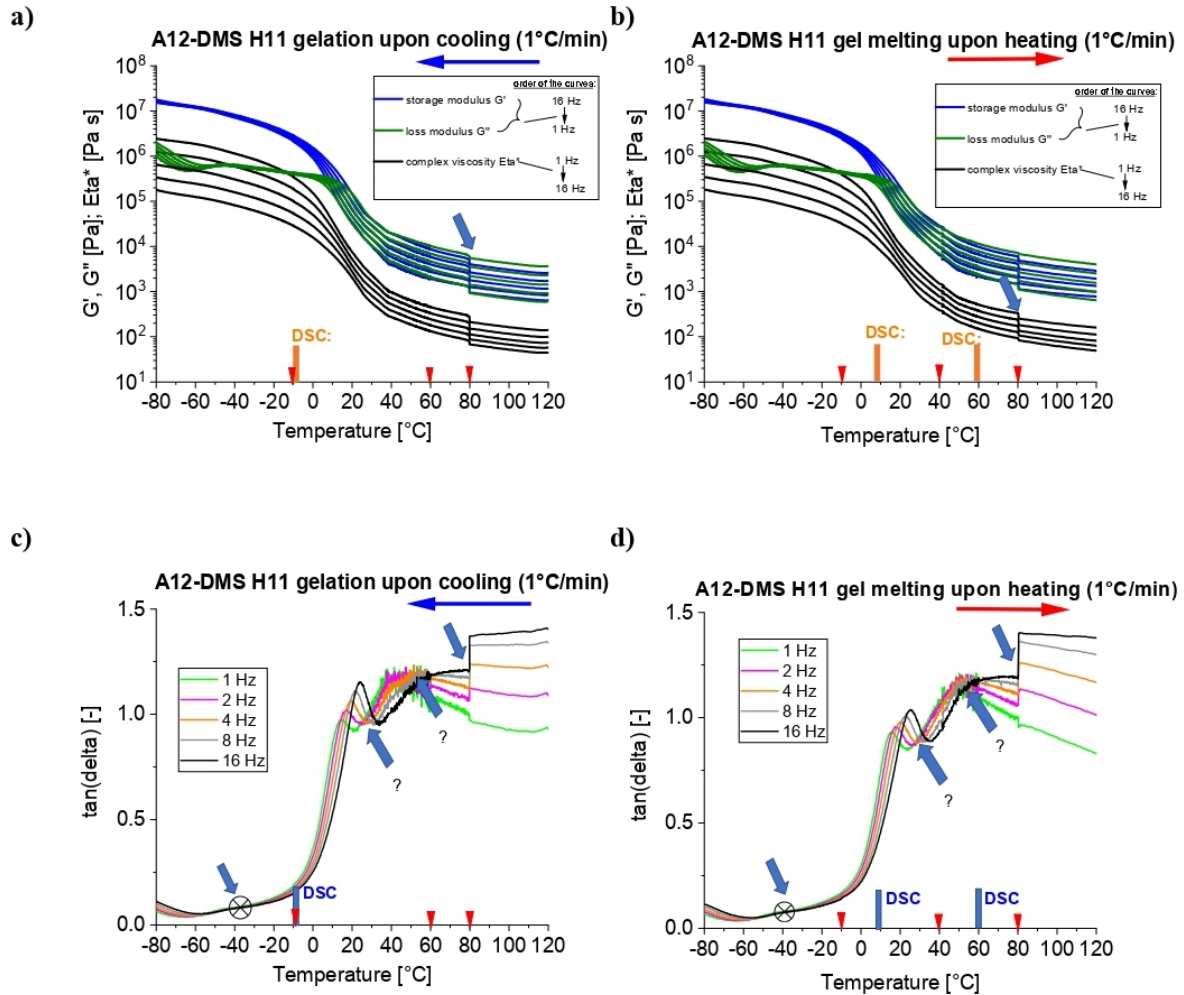 a)
A12-DMS H11 gelation upon cooling (1°C/min)
10⁸
10⁷
10⁶
10⁵
10⁴
10³
10²
10¹
G', G'' [Pa]; Eta* [Pa s]
order of the curves:
storage modulus G'
16 Hz
loss modulus G''
1 Hz
complex viscosity Eta*
1 Hz
16 Hz
DSC:
-80 -60 -40 -20 0 20 40 60 80 100 120
Temperature [°C]
b)
A12-DMS H11 gel melting upon heating (1°C/min)
10⁸
10⁷
10⁶
10⁵
10⁴
10³
10²
10¹
G', G'' [Pa]; Eta* [Pa s]
order of the curves:
storage modulus G'
16 Hz
loss modulus G''
1 Hz
complex viscosity Eta*
1 Hz
16 Hz
DSC:
DSC:
-80 -60 -40 -20 0 20 40 60 80 100 120
Temperature [°C]
c)
A12-DMS H11 gelation upon cooling (1°C/min)
1.5
1.0
0.5
0.0
tan(delta) [-]
1 Hz
2 Hz
4 Hz
8 Hz
16 Hz
?
?
DSC
-80 -60 -40 -20 0 20 40 60 80 100 120
Temperature [°C]
d)
A12-DMS H11 gel melting upon heating (1°C/min)
1.5
1.0
0.5
0.0
tan(delta) [-]
1 Hz
2 Hz
4 Hz
8 Hz
16 Hz
?
?
DSC
DSC
-80 -60 -40 -20 0 20 40 60 80 100 120
Temperature [°C]